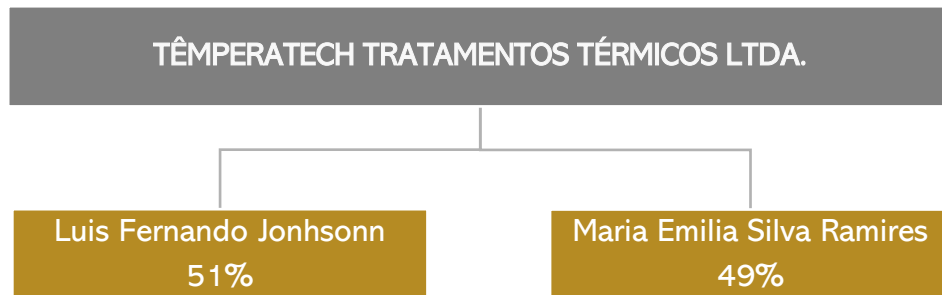 TÊMPERATECH TRATAMENTOS TÉRMICOS LTDA.
Luis Fernando Jonhsonn
51%
Maria Emilia Silva Ramires
49%